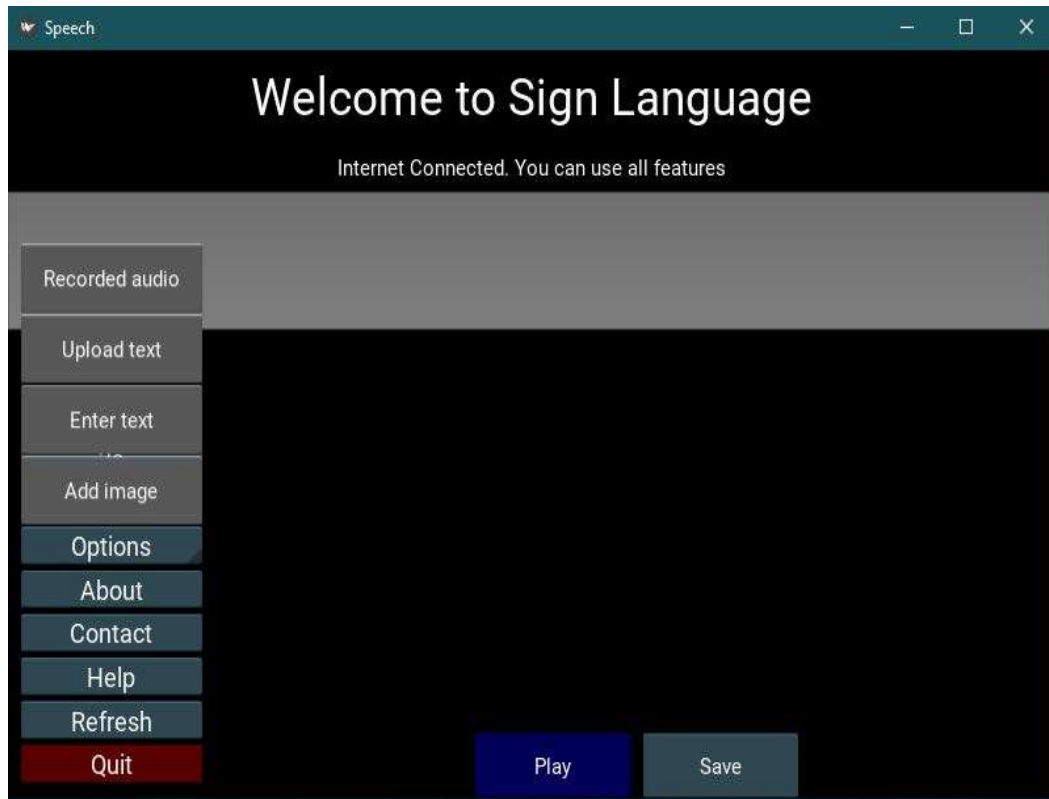 Speech
Welcome to Sign Language
Internet Connected. You can use all features
Recorded audio
Upload text
Enter text
Add image
Options
About
Contact
Help
Refresh
Quit
Play
Save